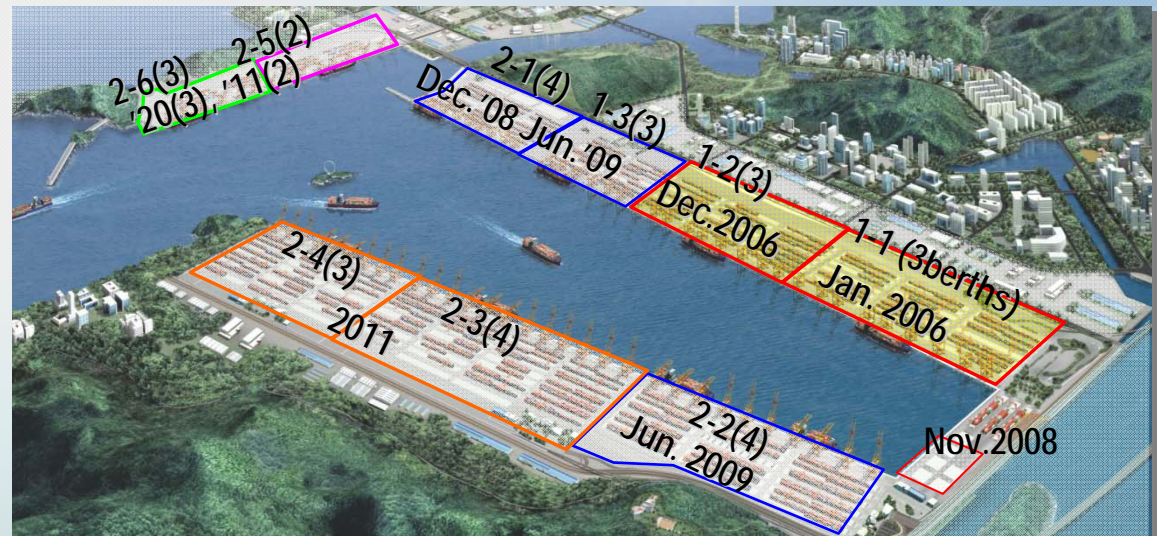 2-6(3)
2-5(2)
'20(3), '11(2)
2-1(4)
Dec. '08
1-3(3)
Jun. '09
1-2(3)
Dec.2006
1-1 (3berths)
Jan. 2006
2-4(3)
2-3(4)
2011
2-2(4)
Jun. 2009
Nov.2008